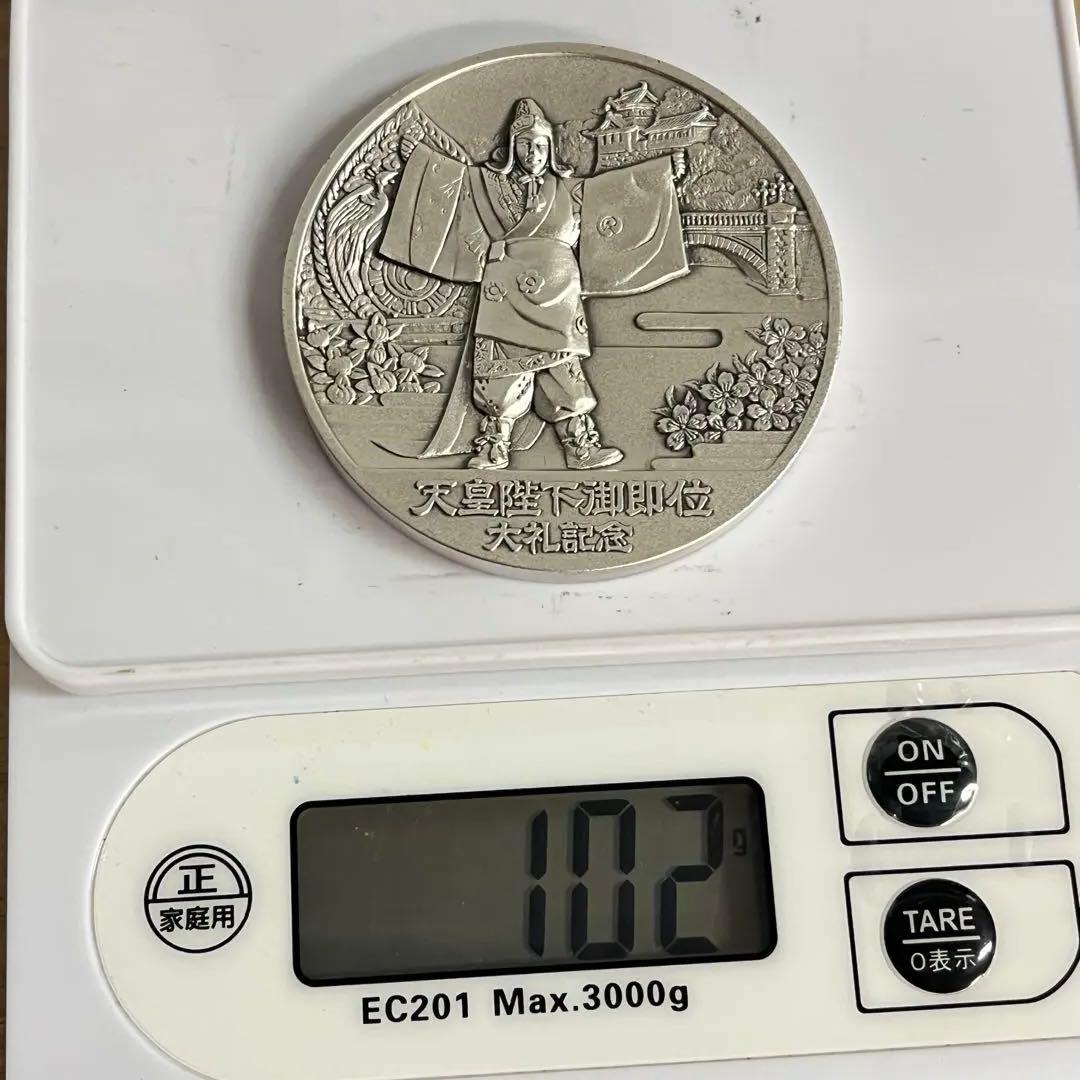 天皇陛下御即位
大礼記念
102g
ON
OFF
正
家庭用
TARE
0表示
EC201 Max.3000g